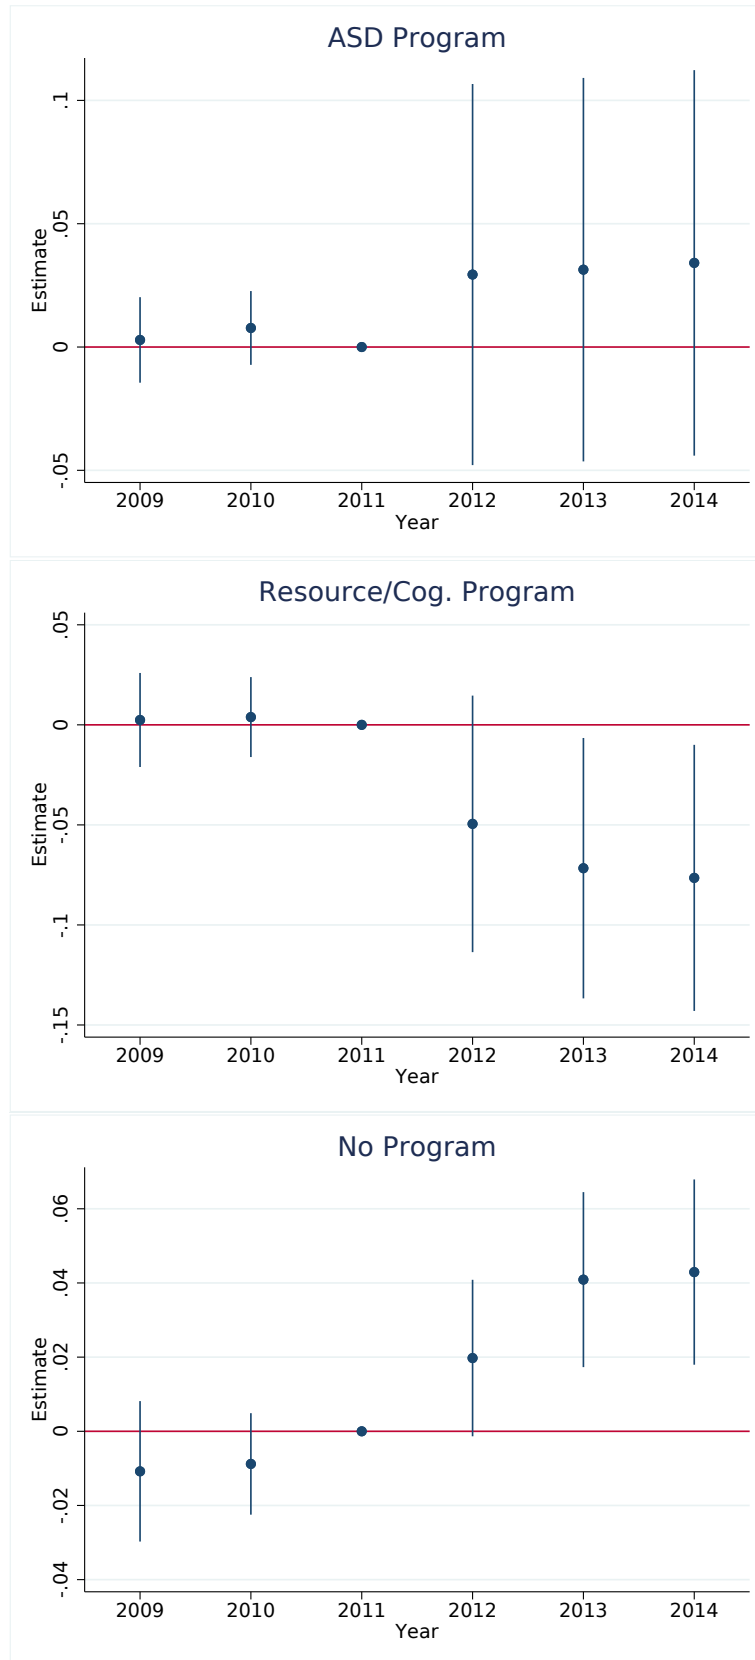 ASD Program
.1
.05
0
-.05
Estimate
2009 2010 2011 2012 2013 2014
Year
Resource/Cog. Program
.05
0
-.05
-.1
-.15
Estimate
2009 2010 2011 2012 2013 2014
Year
No Program
.06
.04
.02
0
-.02
-.04
Estimate
2009 2010 2011 2012 2013 2014
Year